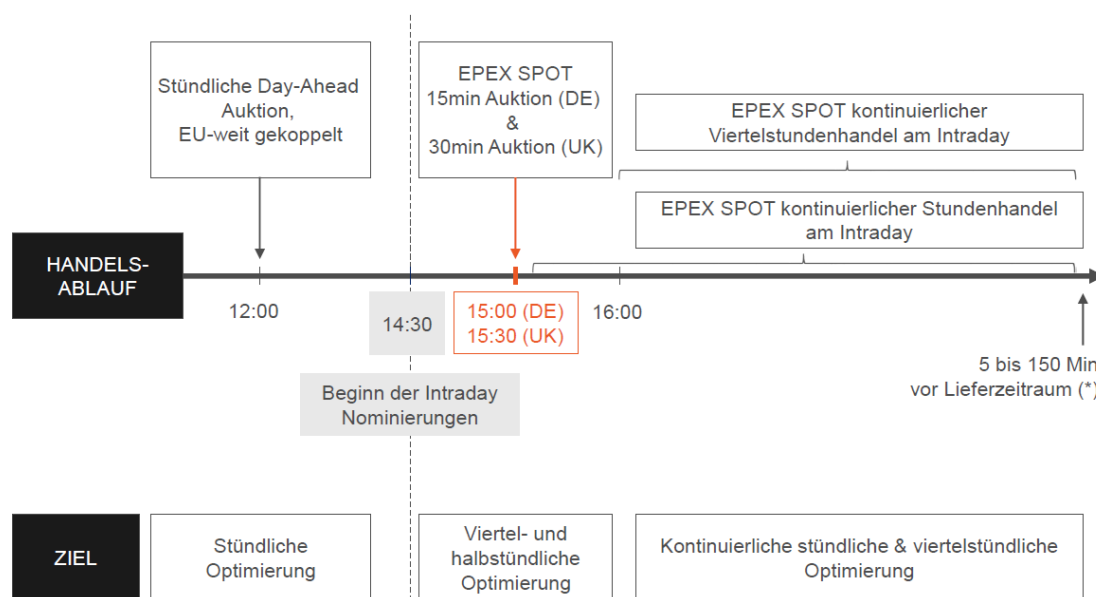 Stündliche Day-Ahead
Auktion,
EU-weit gekoppelt
EPEX SPOT
15min Auktion (DE)
&
30min Auktion (UK)
EPEX SPOT kontinuierlicher
Viertelstundenhandel am Intraday
EPEX SPOT kontinuierlicher Stundenhandel
am Intraday
HANDELS-
ABLAUF
12:00
14:30
15:00 (DE)
15:30 (UK)
16:00
5 bis 150 Min
vor Lieferzeitraum (*)
Beginn der Intraday
Nominierungen
ZIEL
Stündliche
Optimierung
Viertel- und
halbstündliche
Optimierung
Kontinuierliche stündliche & viertelstündliche
Optimierung